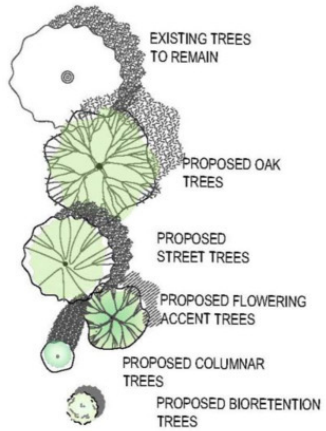 EXISTING TREES
TO REMAIN
PROPOSED OAK
TREES
PROPOSED
STREET TREES
PROPOSED FLOWERING
ACCENT TREES
PROPOSED COLUMNAR
TREES
PROPOSED BIORETENTION
TREES